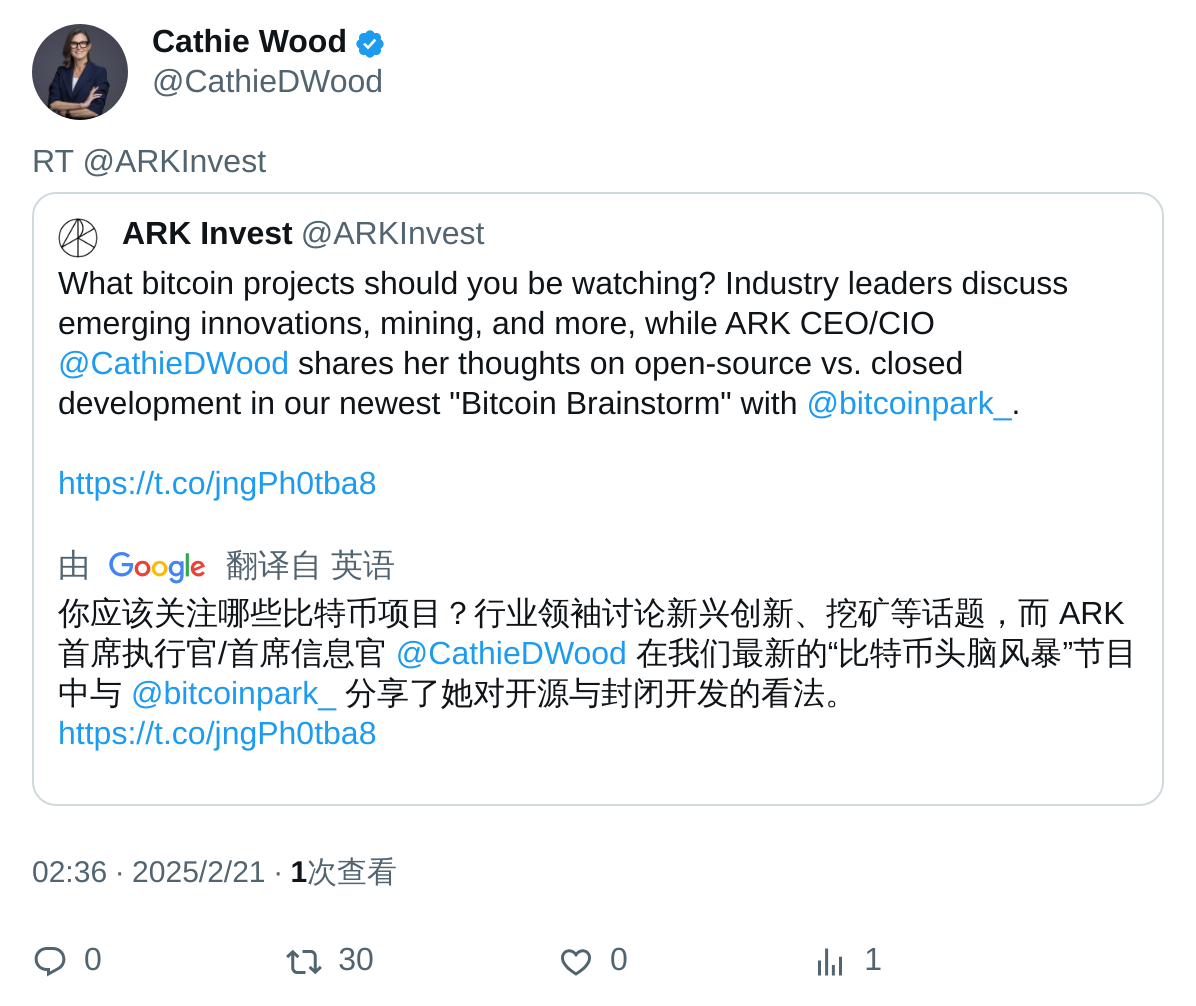 Cathie Wood
@CathieDWood
RT @ARKInvest
ARK Invest @ARKInvest
What bitcoin projects should you be watching? Industry leaders discuss
emerging innovations, mining, and more, while ARK CEO/CIO
@CathieDWood shares her thoughts on open-source vs. closed
development in our newest "Bitcoin Brainstorm" with @bitcoinpark_.
https://t.co/jngPh0tba8
由 Google 翻译自 英语
你应该关注哪些比特币项目？行业领袖讨论新兴创新、挖矿等话题，而 ARK
首席执行官/首席信息官 @CathieDWood 在我们最新的“比特币头脑风暴”节目
中与 @bitcoinpark_ 分享了她对开源与封闭开发的看法。
https://t.co/jngPh0tba8
02:36 · 2025/2/21 · 1次查看
0 30 0 1